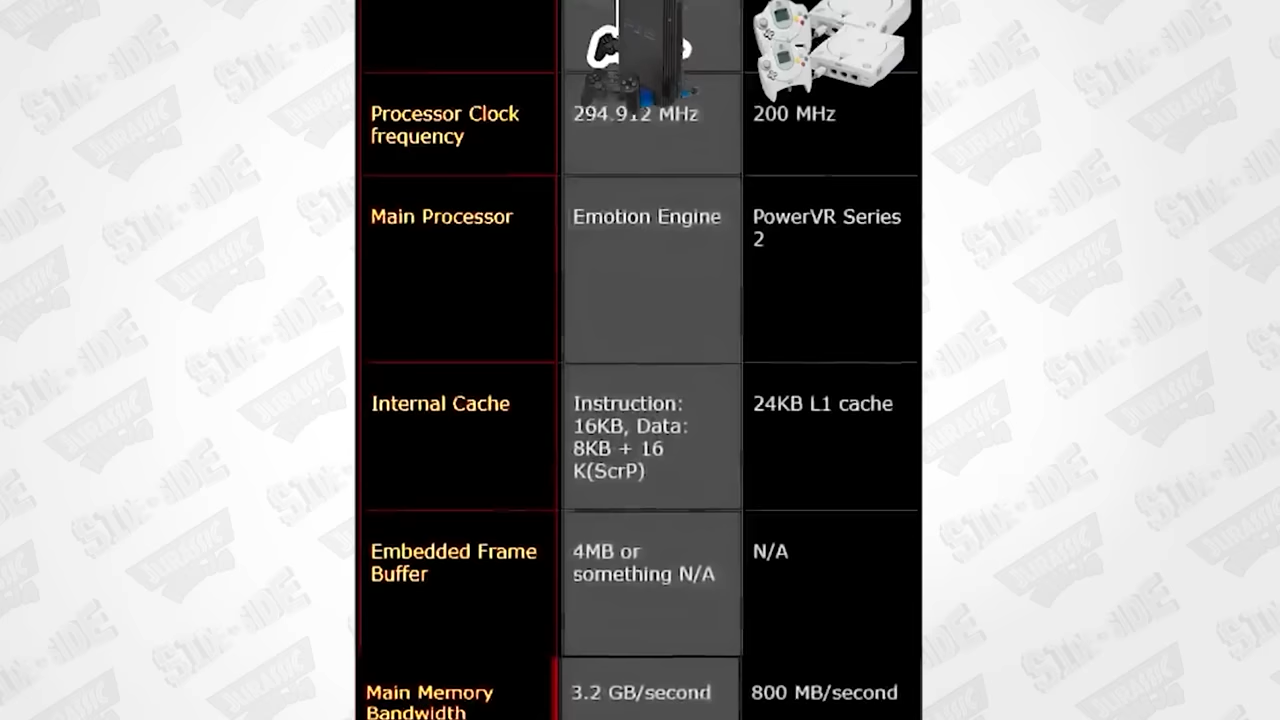 Processor Clock
frequency
294.912 MHz
200 MHz
Main Processor
Emotion Engine
PowerVR Series
2
Internal Cache
Instruction:
16KB, Data:
8KB + 16
K(ScrP)
24KB L1 cache
Embedded Frame
Buffer
4MB or
something N/A
N/A
Main Memory
Bandwidth
3.2 GB/second
800 MB/second